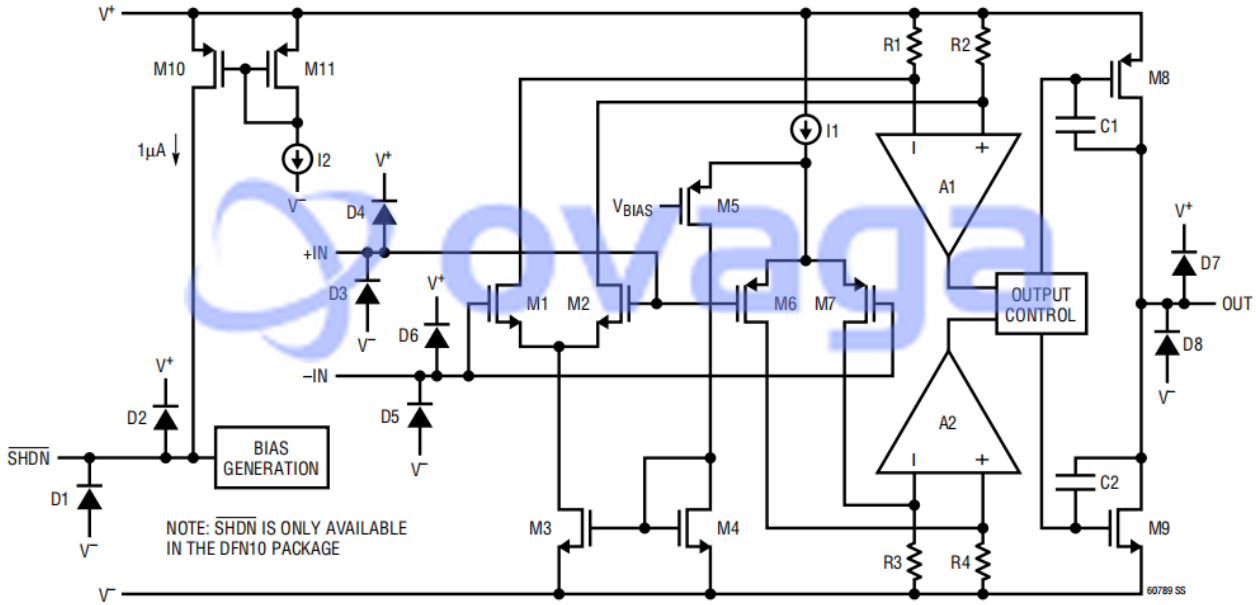 V+
R1
R2
M10
M11
M8
C1
1µA
I2
V−
I1
V+
D4
VBIAS
M5
A1
− +
V+
D7
ovaga
+IN
D3
V−
V+
D6
M1
M2
M6
M7
OUTPUT
CONTROL
OUT
D8
V−
−IN
D5
V−
V+
D2
A2
− +
SHDN
BIAS
GENERATION
D1
V−
C2
NOTE: SHDN IS ONLY AVAILABLE
IN THE DFN10 PACKAGE
M3
M4
M9
R3
R4
V−
60789 SS